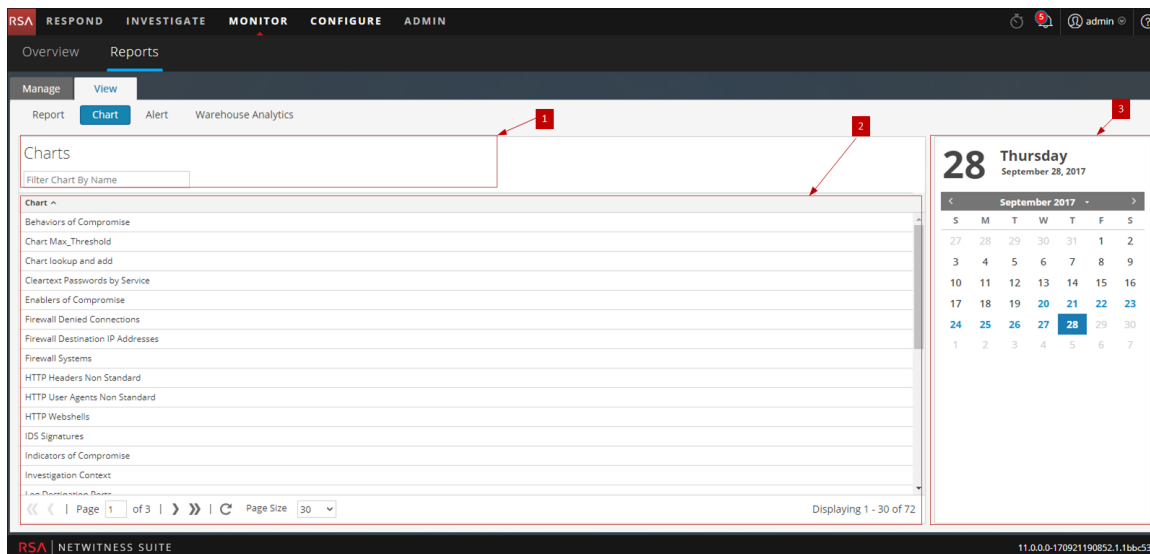 RSA RESPOND INVESTIGATE MONITOR CONFIGURE ADMIN 5 admin
Overview Reports
Manage View
Report Chart Alert Warehouse Analytics
1
2
3
Charts
Filter Chart By Name
Chart
Behaviors of Compromise
Chart Max_Threshold
Chart lookup and add
Cleartext Passwords by Service
Enablers of Compromise
Firewall Denied Connections
Firewall Destination IP Addresses
Firewall Systems
HTTP Headers Non Standard
HTTP User Agents Non Standard
HTTP Webshells
IDS Signatures
Indicators of Compromise
Investigation Context
Log Destination Ports
Page 1 of 3 | Page Size 30 Displaying 1 - 30 of 72
28 Thursday
September 28, 2017
September 2017
S M T W T F S
27 28 29 30 31 1 2
3 4 5 6 7 8 9
10 11 12 13 14 15 16
17 18 19 20 21 22 23
24 25 26 27 28 29 30
1 2 3 4 5 6 7
RSA | NETWITNESS SUITE 11.0.0.0-170921190852.1.1bbc53